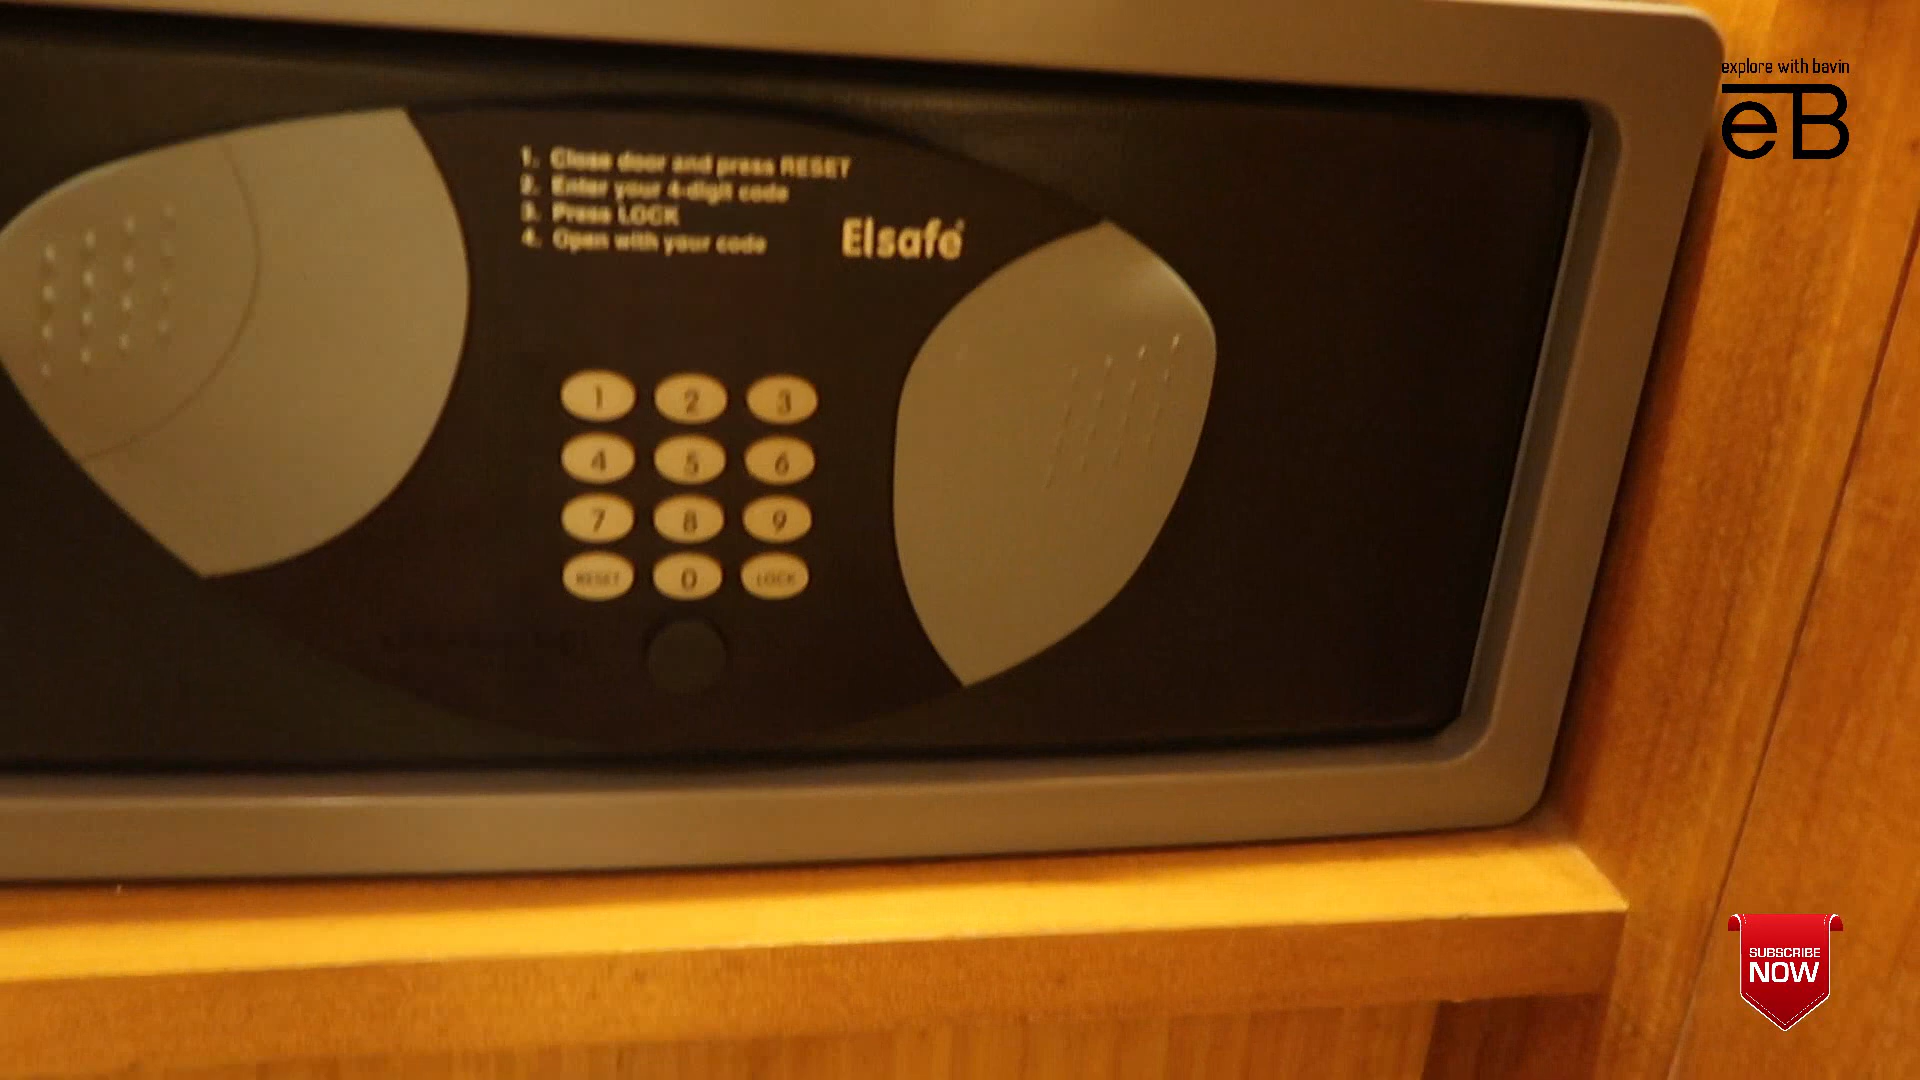 explore with bavin
eB
1. Close door and press RESET
2. Enter your 4-digit code
3. Press LOCK
4. Open with your code
Elsafe
1 2 3
4 5 6
7 8 9
RESET 0 LOCK
SUBSCRIBE
NOW